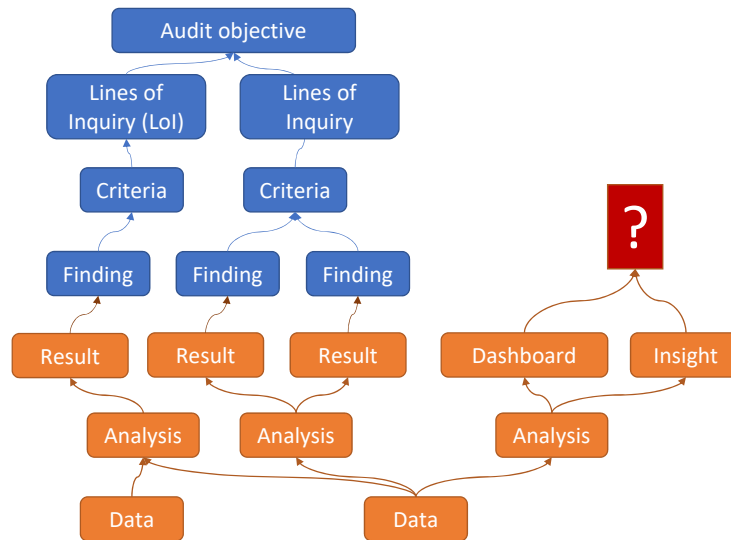 Audit objective
Lines of
Inquiry (LoI)
Lines of
Inquiry
Criteria
Criteria
?
Finding
Finding
Finding
Result
Result
Result
Dashboard
Insight
Analysis
Analysis
Analysis
Data
Data